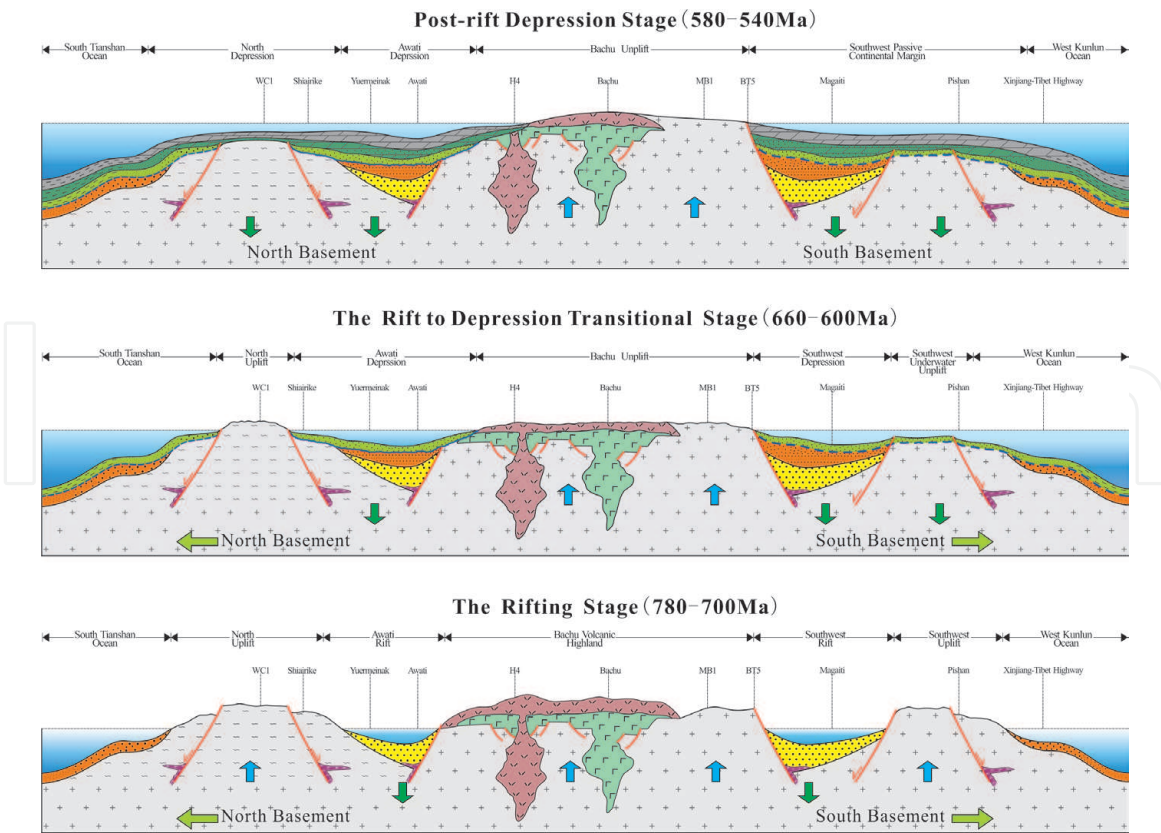 Post-rift Depression Stage(580-540Ma)
South Tianshan
Ocean
North
Depression
Awati
Deprssion
Bachu Unplift
Southwest Passive
Continental Margin
West Kunlun
Ocean
WC1
Shiairike
Yuermeinak
Awati
H4
Bachu
MB1
BT5
Magaiti
Pishan
Xinjiang-Tibet Highway
North Basement
South Basement
The Rift to Depression Transitional Stage(660-600Ma)
South Tianshan
Ocean
North
Uplift
Awati
Deprssion
Bachu Unplift
Southwest
Depression
Southwest
Underwater
Unplift
West Kunlun
Ocean
WC1
Shiairike
Yuermeinak
Awati
H4
Bachu
MB1
BT5
Magaiti
Pishan
Xinjiang-Tibet Highway
North Basement
South Basement
The Rifting Stage(780-700Ma)
South Tianshan
Ocean
North
Uplift
Awati
Rift
Bachu Volcanic
Highland
Southwest
Rift
Southwest
Uplift
West Kunlun
Ocean
WC1
Shiairike
Yuermeinak
Awati
H4
Bachu
MB1
BT5
Magaiti
Pishan
Xinjiang-Tibet Highway
North Basement
South Basement